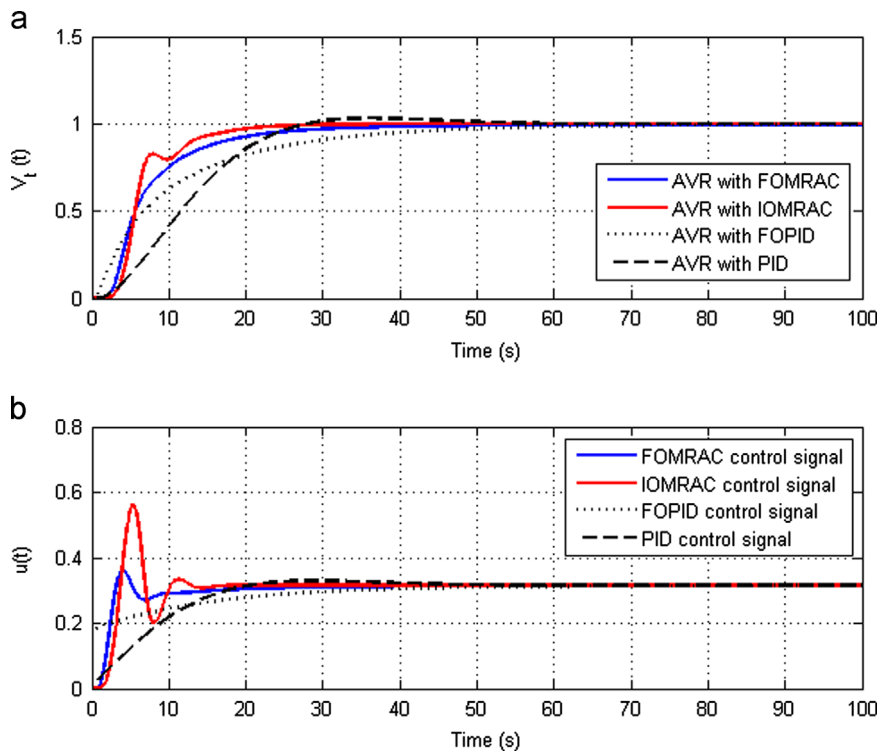 a
1.5
1
0.5
0
V_t (t)
0 10 20 30 40 50 60 70 80 90 100
Time (s)
AVR with FOMRAC
AVR with IOMRAC
AVR with FOPID
AVR with PID
b
0.8
0.6
0.4
0.2
0
u(t)
0 10 20 30 40 50 60 70 80 90 100
Time (s)
FOMRAC control signal
IOMRAC control signal
FOPID control signal
PID control signal